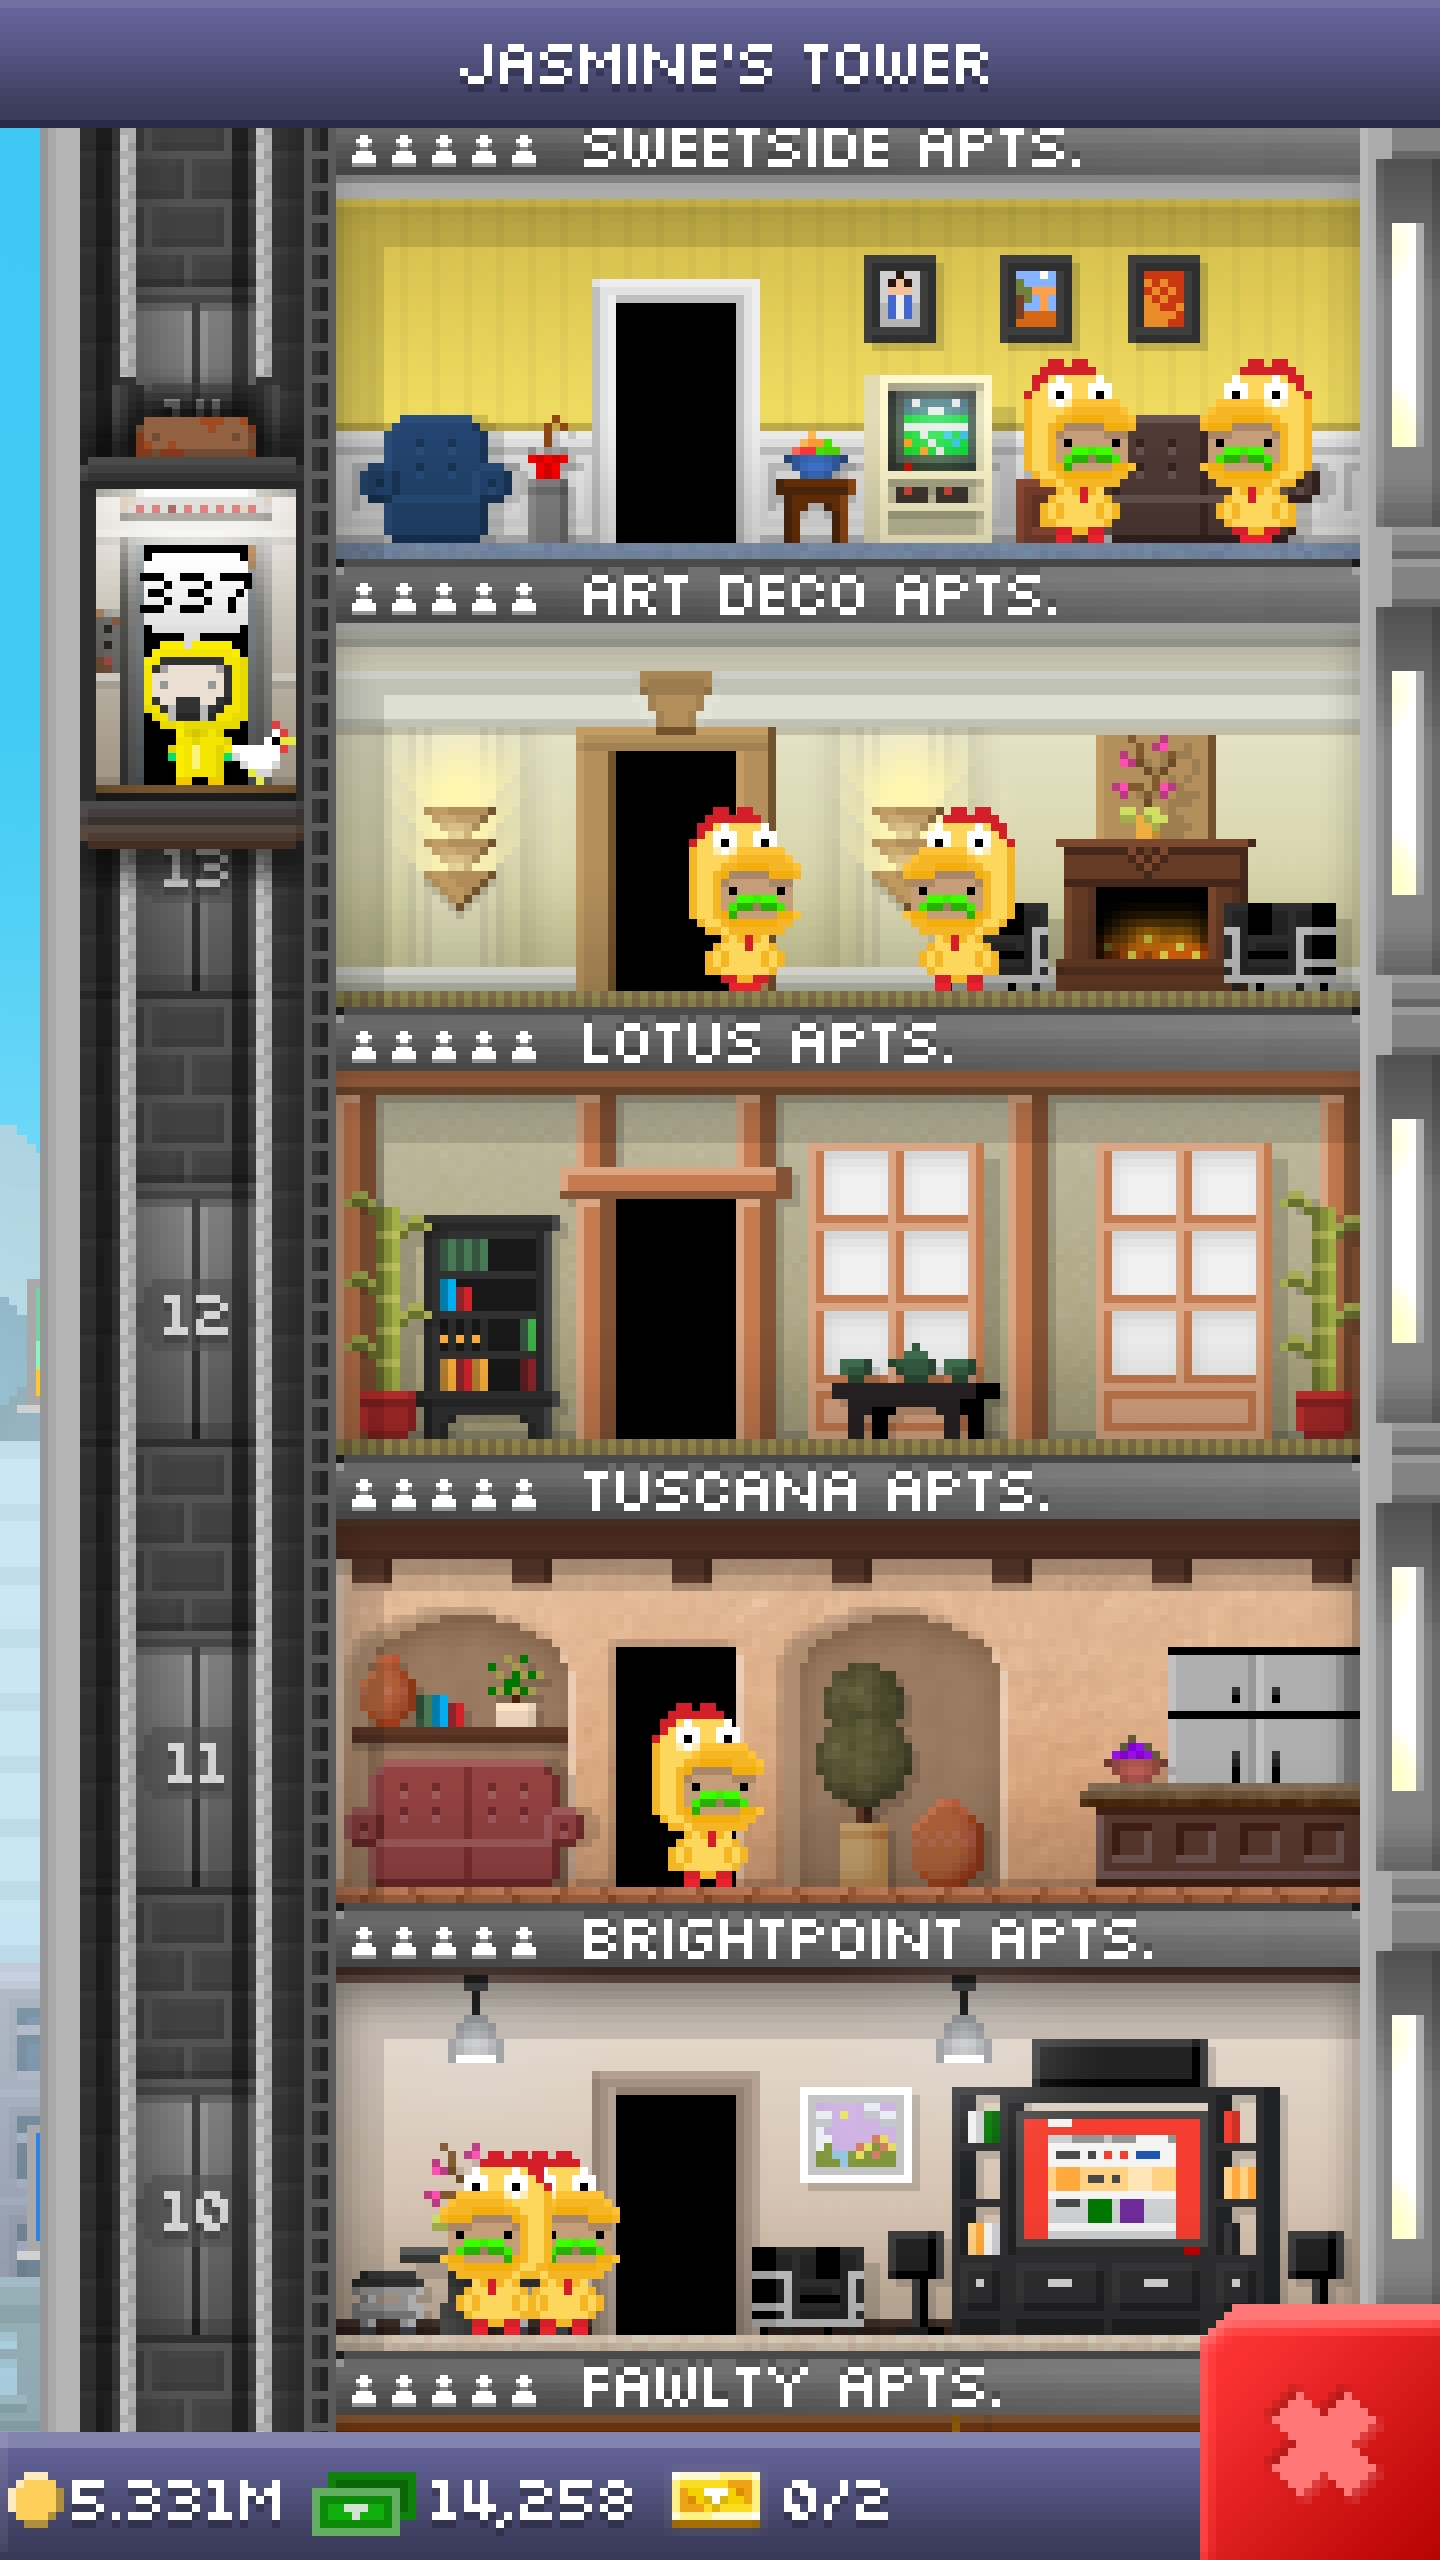 JASMINE'S TOWER
SWEETSIDE APTS.
337
ART DECO APTS.
13
LOTUS APTS.
12
TUSCANA APTS.
11
BRIGHTPOINT APTS.
10
FAWLTY APTS.
5.331M 14,258 0/2